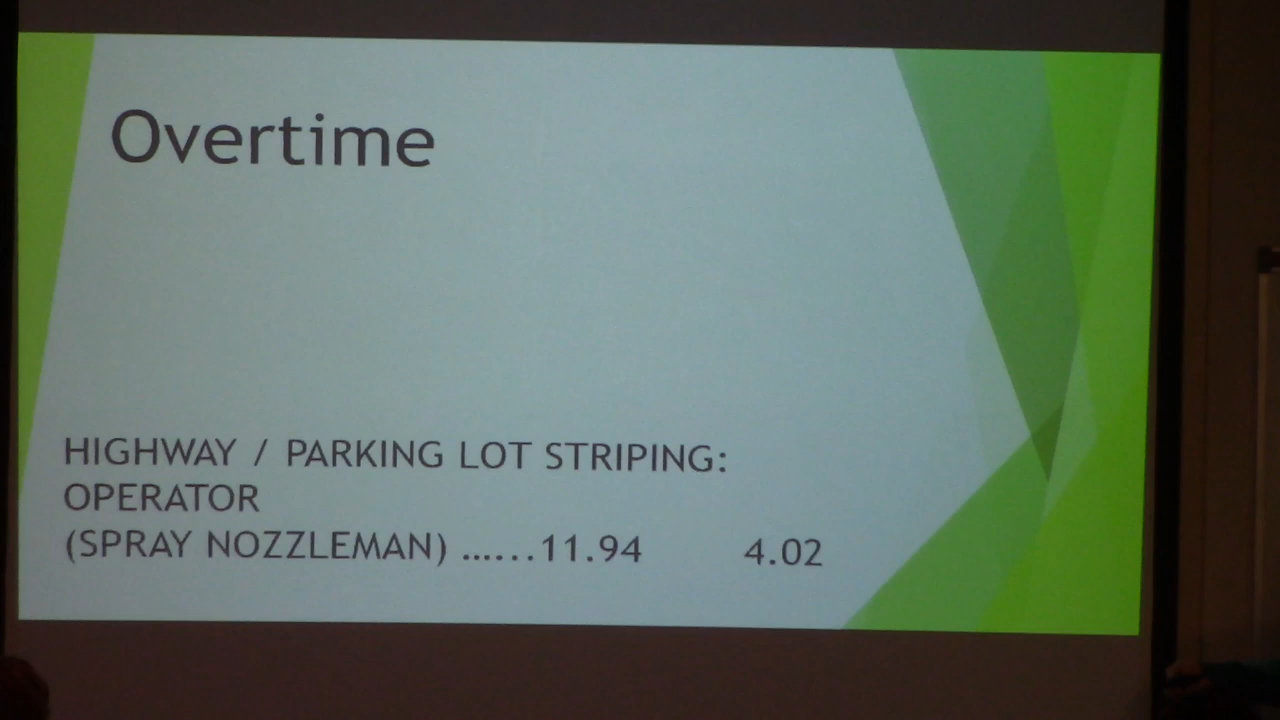 Overtime
HIGHWAY / PARKING LOT STRIPING:
OPERATOR
(SPRAY NOZZLEMAN) ......11.94 4.02